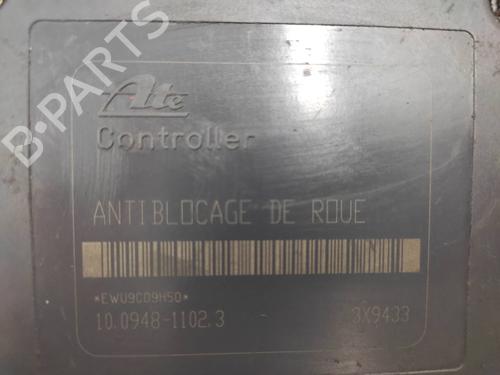 Ate
Controller
ANTIBLOCAGE DE ROUE
*EWU9C09H50*
10.0948-1102.3 3X9433
B-PARTS